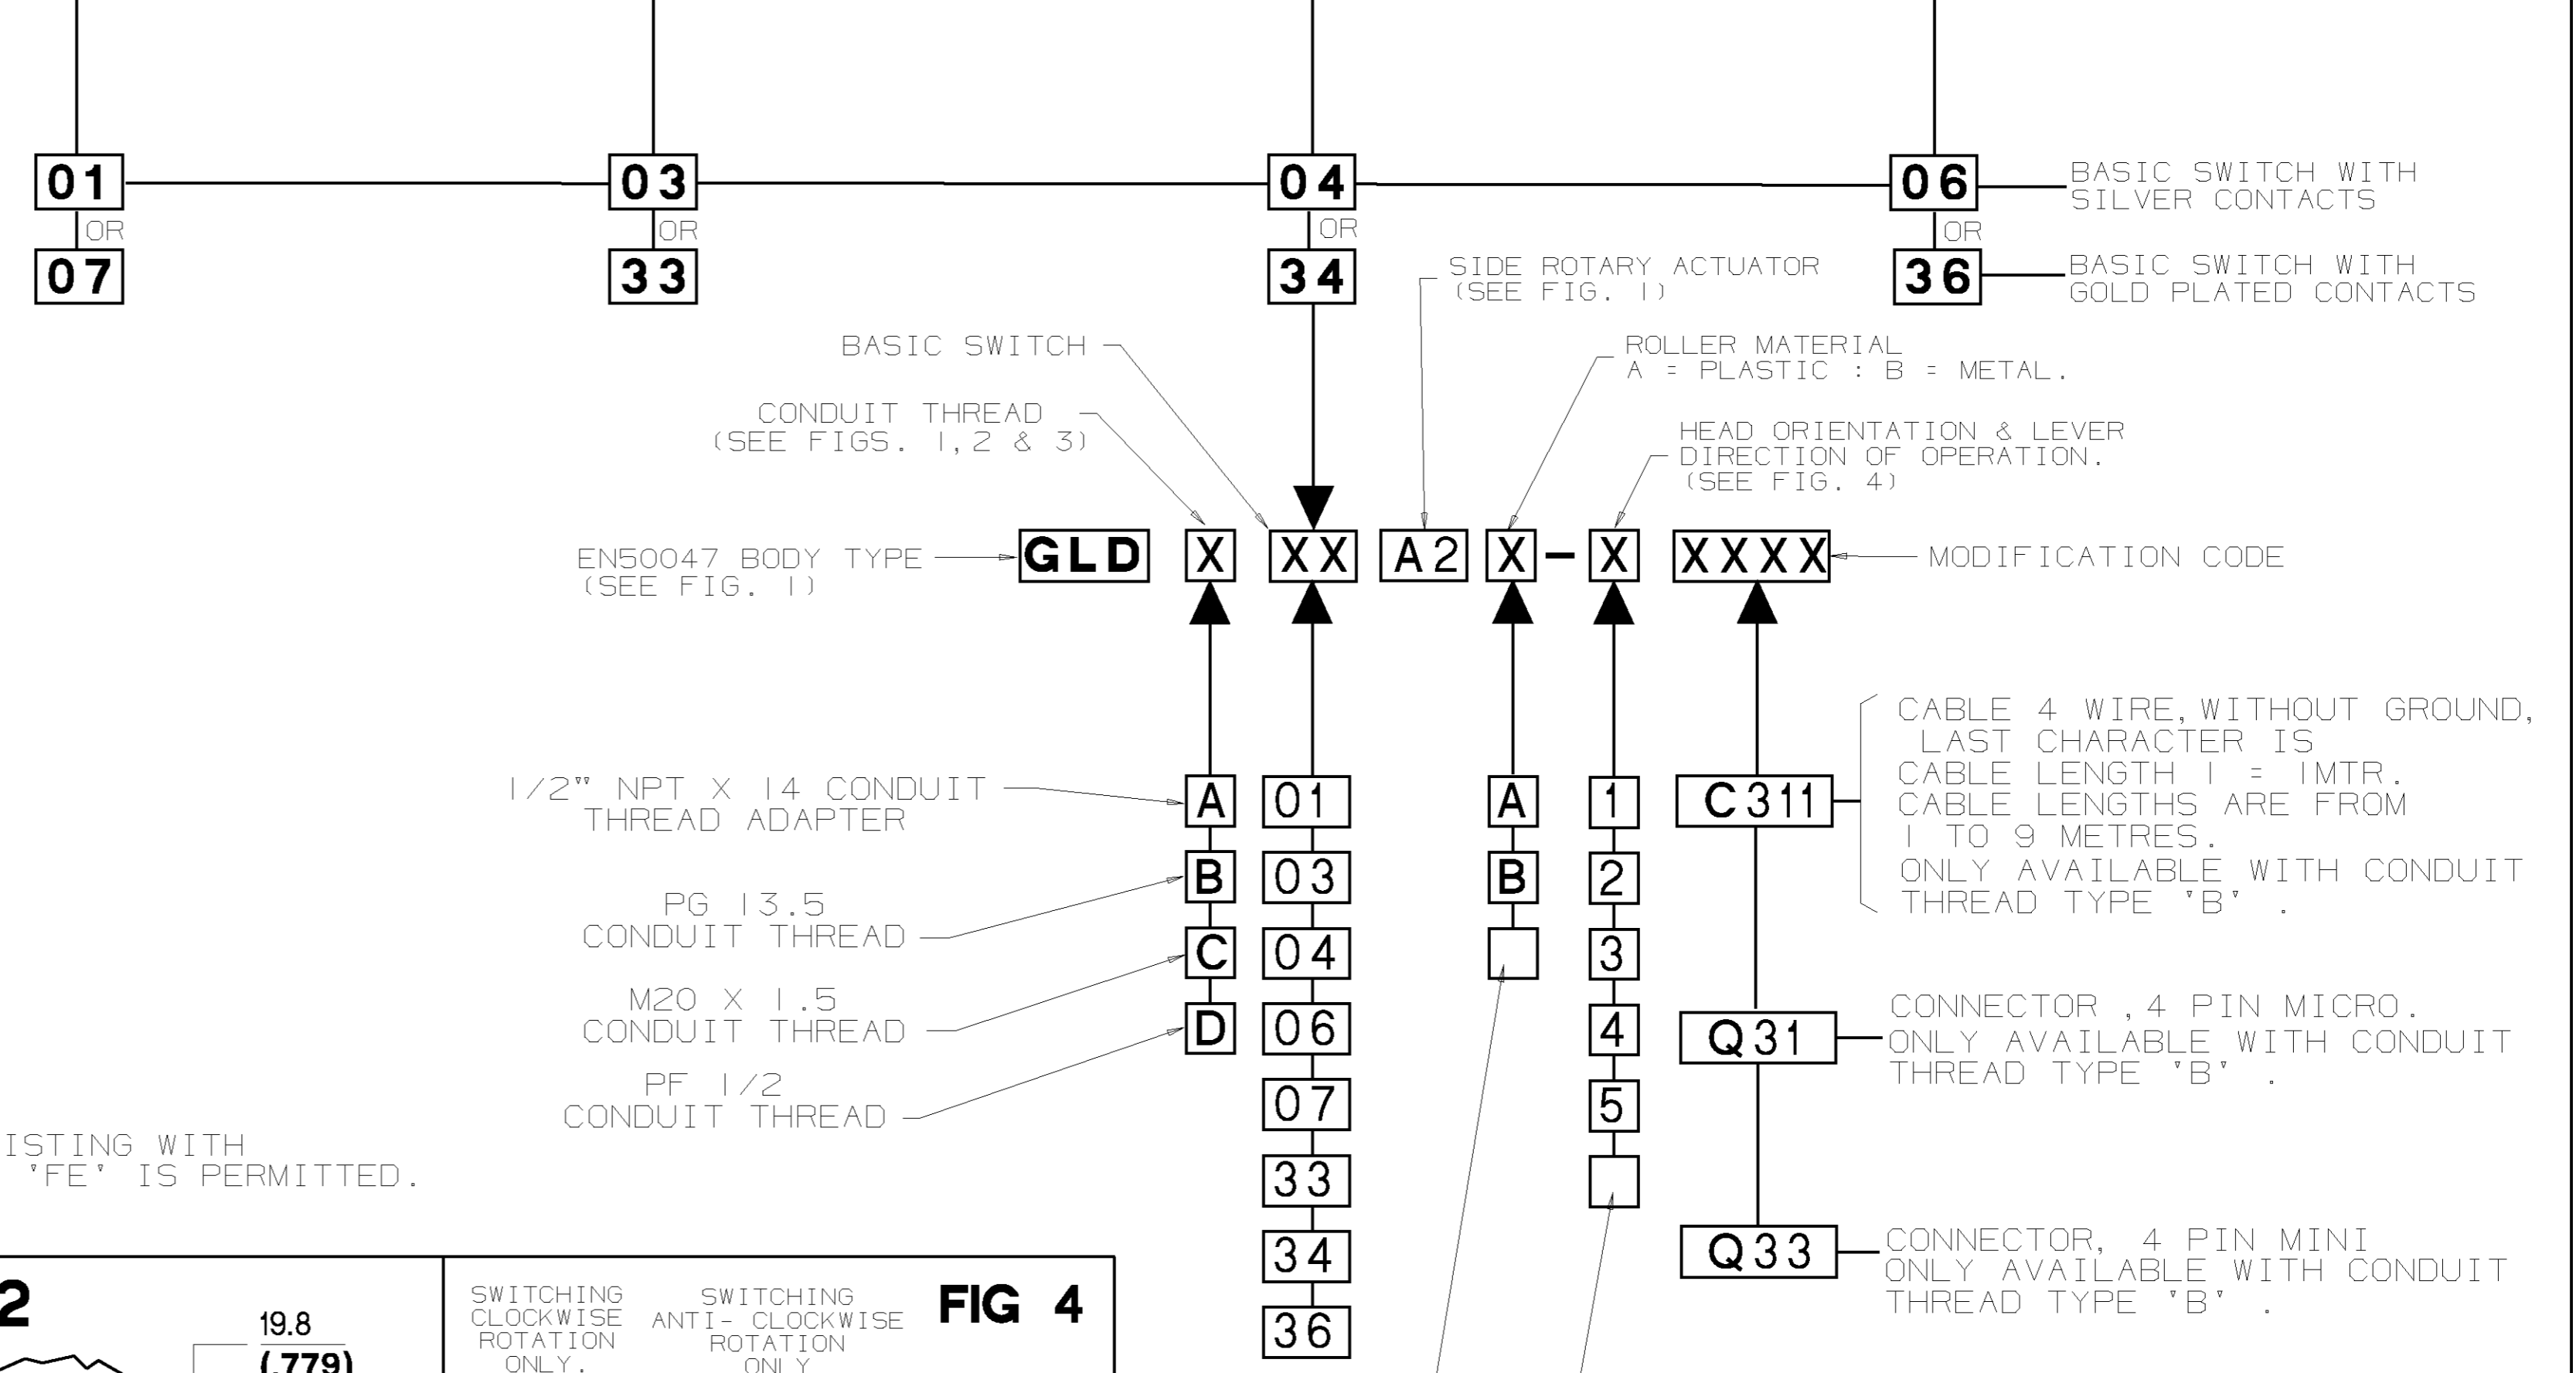 01
03
04
06
BASIC SWITCH WITH
SILVER CONTACTS
OR
OR
OR
OR
07
33
34
36
BASIC SWITCH WITH
GOLD PLATED CONTACTS
SIDE ROTARY ACTUATOR
(SEE FIG. 1)
BASIC SWITCH
ROLLER MATERIAL
A = PLASTIC : B = METAL.
CONDUIT THREAD
(SEE FIGS. 1,2 & 3)
HEAD ORIENTATION & LEVER
DIRECTION OF OPERATION.
(SEE FIG. 4)
EN50047 BODY TYPE
(SEE FIG. 1)
GLD X XX A2 X - X XXXX
MODIFICATION CODE
1/2" NPT X 14 CONDUIT
THREAD ADAPTER
PG 13.5
CONDUIT THREAD
M20 X 1.5
CONDUIT THREAD
PF 1/2
CONDUIT THREAD
A
B
C
D
01
03
04
06
07
33
34
36
A
B
1
2
3
4
5
C311
CABLE 4 WIRE, WITHOUT GROUND,
LAST CHARACTER IS
CABLE LENGTH 1 = 1MTR.
CABLE LENGTHS ARE FROM
1 TO 9 METRES.
ONLY AVAILABLE WITH CONDUIT
THREAD TYPE 'B' .
Q31
CONNECTOR ,4 PIN MICRO.
ONLY AVAILABLE WITH CONDUIT
THREAD TYPE 'B' .
Q33
CONNECTOR, 4 PIN MINI
ONLY AVAILABLE WITH CONDUIT
THREAD TYPE 'B' .
ISTING WITH
'FE' IS PERMITTED.
2
19.8
(.779)
SWITCHING
CLOCKWISE
ROTATION
ONLY.
SWITCHING
ANTI- CLOCKWISE
ROTATION
ONLY
FIG 4